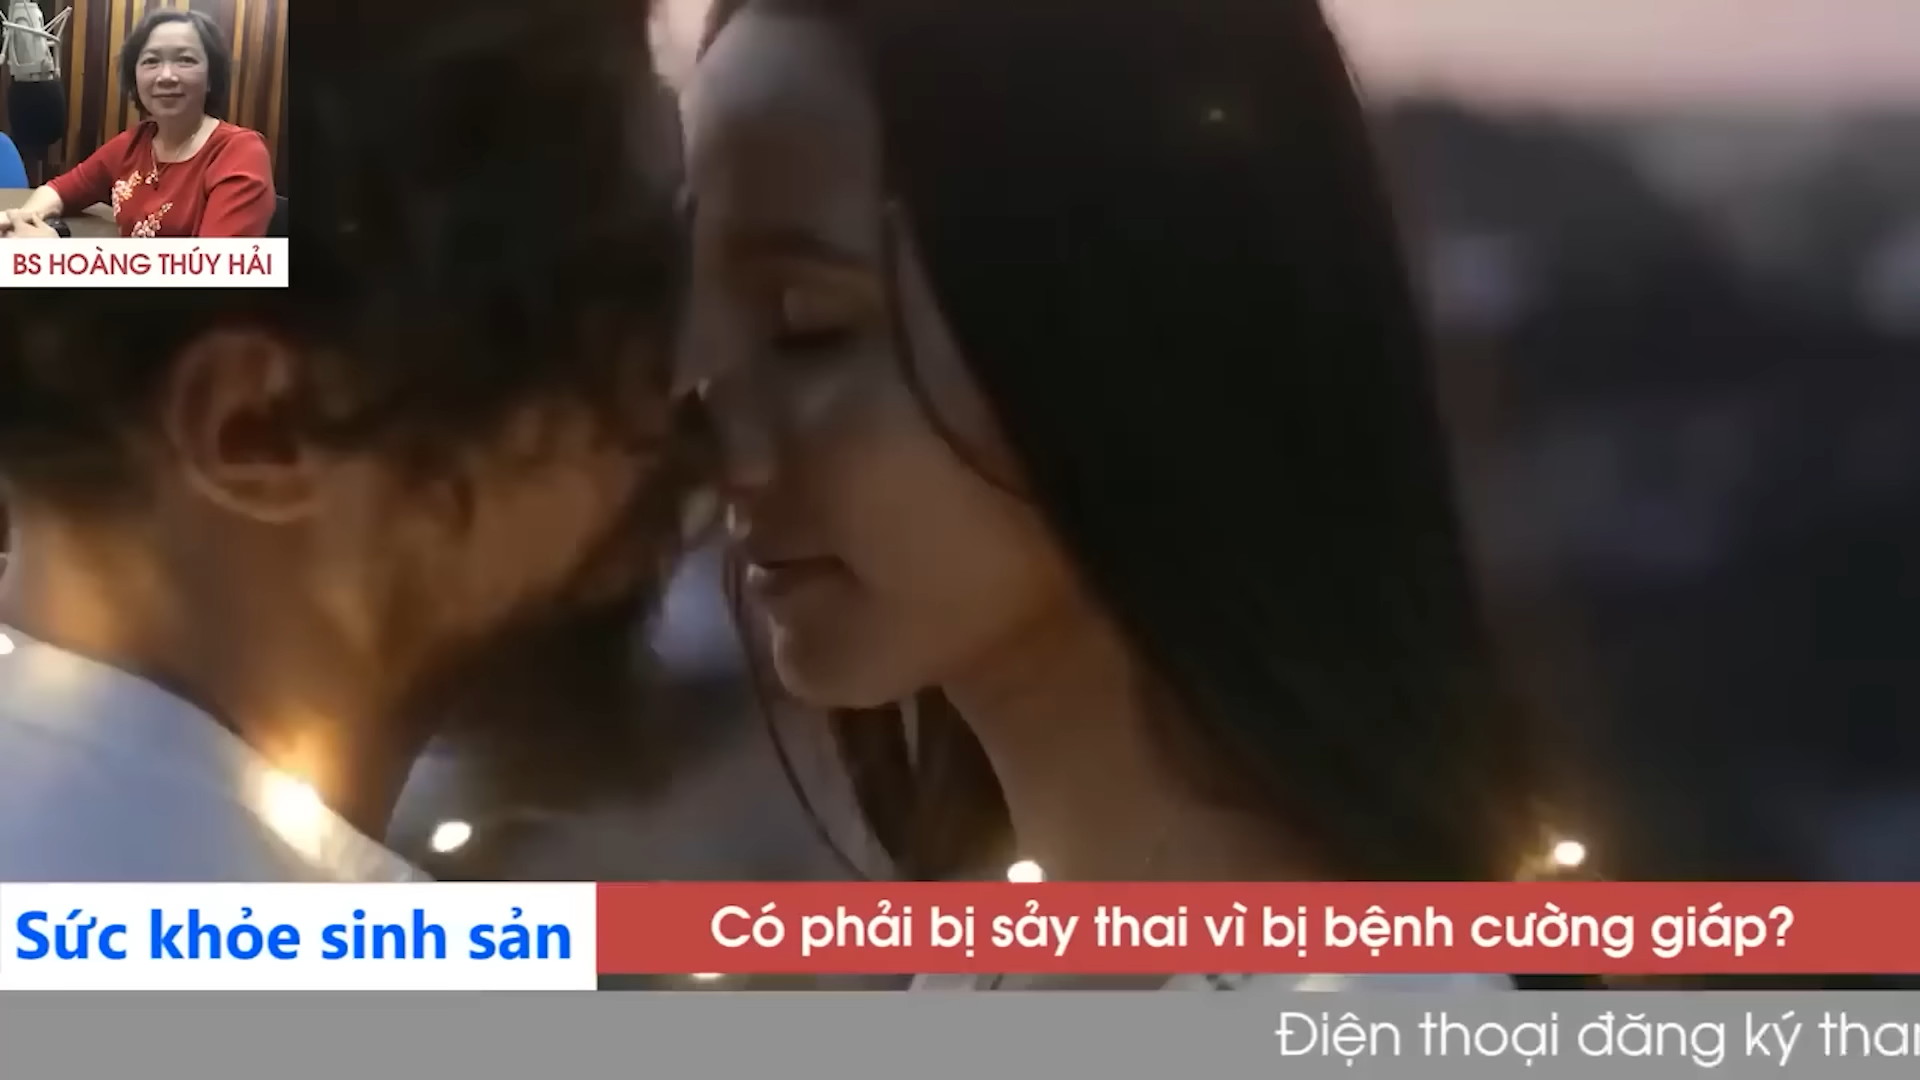 BS HOÀNG THÚY HẢI
Sức khỏe sinh sản
Có phải bị sảy thai vì bị bệnh cường giáp?
Điện thoại đăng ký